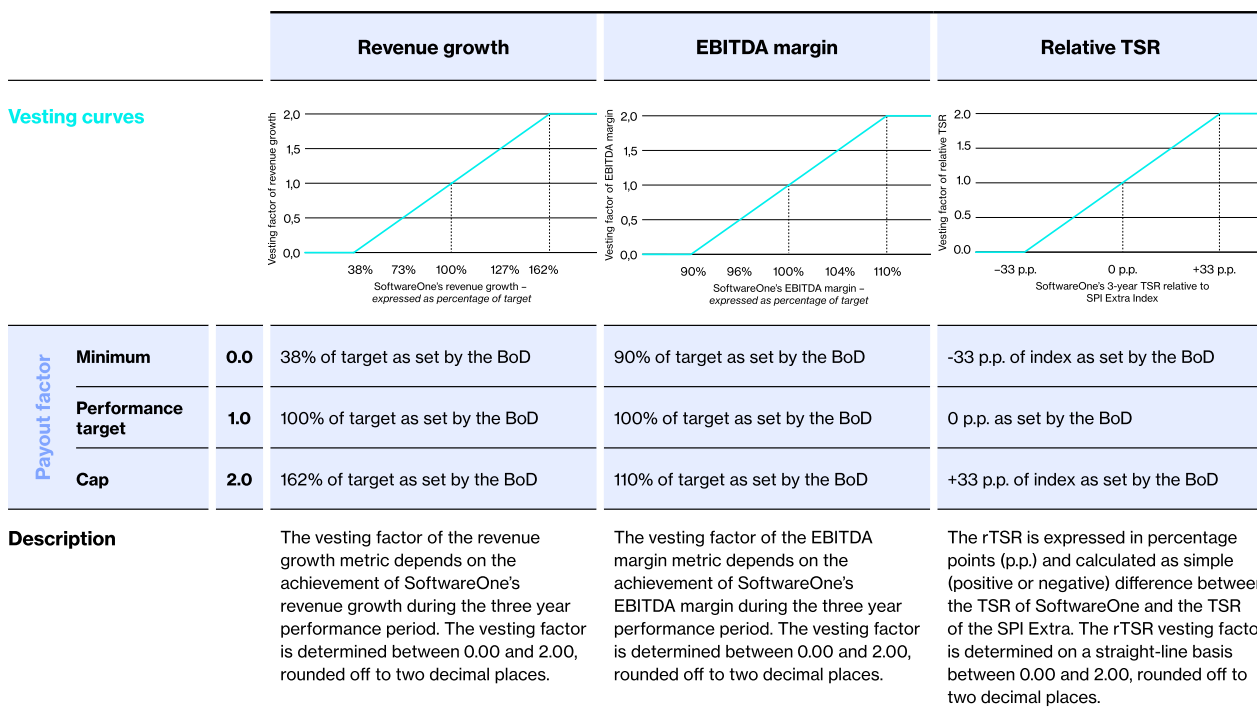 Revenue growth
EBITDA margin
Relative TSR
Vesting curves
Vesting factor of revenue growth
2,0
1,5
1,0
0,5
0,0
38% 73% 100% 127% 162%
SoftwareOne's revenue growth –
expressed as percentage of target
Vesting factor of EBITDA margin
2,0
1,5
1,0
0,5
0,0
90% 96% 100% 104% 110%
SoftwareOne's EBITDA margin –
expressed as percentage of target
Vesting factor of relative TSR
2.0
1.5
1.0
0.5
0.0
−33 p.p. 0 p.p. +33 p.p.
SoftwareOne's 3-year TSR relative to
SPI Extra Index
Payout factor
Minimum 0.0 38% of target as set by the BoD 90% of target as set by the BoD -33 p.p. of index as set by the BoD
Performance
target
1.0 100% of target as set by the BoD 100% of target as set by the BoD 0 p.p. as set by the BoD
Cap 2.0 162% of target as set by the BoD 110% of target as set by the BoD +33 p.p. of index as set by the BoD
Description
The vesting factor of the revenue
growth metric depends on the
achievement of SoftwareOne's
revenue growth during the three year
performance period. The vesting factor
is determined between 0.00 and 2.00,
rounded off to two decimal places.
The vesting factor of the EBITDA
margin metric depends on the
achievement of SoftwareOne's
EBITDA margin during the three year
performance period. The vesting factor
is determined between 0.00 and 2.00,
rounded off to two decimal places.
The rTSR is expressed in percentage
points (p.p.) and calculated as simple
(positive or negative) difference between
the TSR of SoftwareOne and the TSR
of the SPI Extra. The rTSR vesting facto
is determined on a straight-line basis
between 0.00 and 2.00, rounded off to
two decimal places.